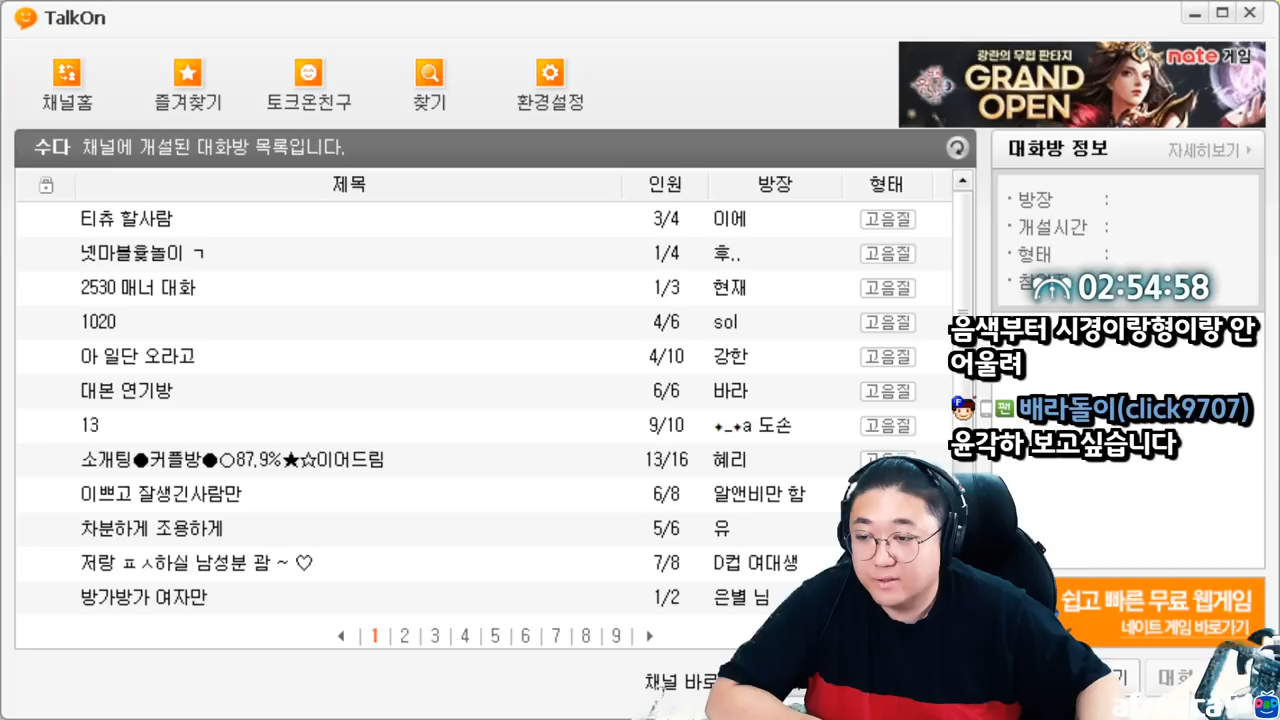 TalkOn
채널홈
즐겨찾기
토크온친구
찾기
환경설정
광란의 무협 판타지
GRAND
OPEN
nate 게임
수다 채널에 개설된 대화방 목록입니다.
제목 인원 방장 형태
티츄 할사람 3/4 이에 고음질
넷마블윷놀이 ㄱ 1/4 후.. 고음질
2530 매너 대화 1/3 현재 고음질
1020 4/6 sol 고음질
아 일단 오라고 4/10 강한 고음질
대본 연기방 6/6 바라 고음질
13 9/10 ✦_✦a 도손 고음질
소개팅●커플방●○87.9%★☆이어드림 13/16 혜리
이쁘고 잘생긴사람만 6/8 알앤비만 함
차분하게 조용하게 5/6 유
저랑 ㅍㅅ하실 남성분 괌 ~ ♡ 7/8 D컵 여대생
방가방가 여자만 1/2 은별 님
1 | 2 | 3 | 4 | 5 | 6 | 7 | 8 | 9
채널 바로
대화방 정보 자세히보기
· 방장 :
· 개설시간 :
· 형태 :
02:54:58
음색부터 시경이랑형이랑 안
어울려
짼! 배라돌이(click9707)
윤각하 보고싶습니다
쉽고 빠른 무료 웹게임
네이트 게임 바로가기